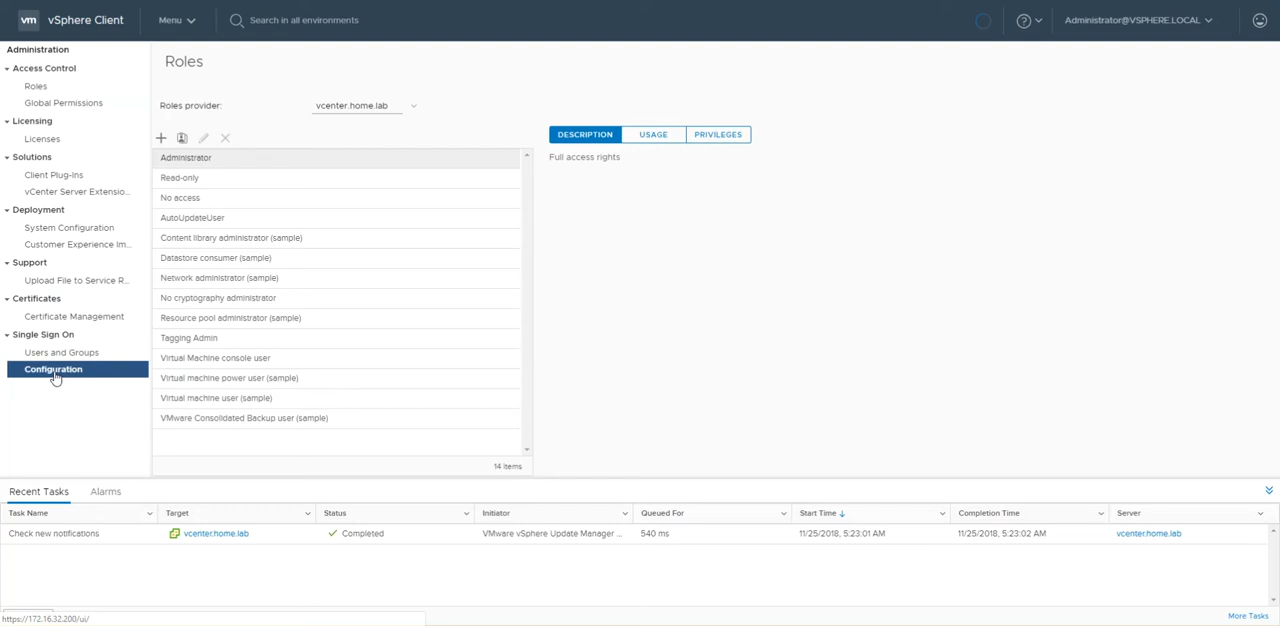 vm vSphere Client Menu Search in all environments Administrator@VSPHERE.LOCAL
Administration
Access Control
Roles
Global Permissions
Licensing
Licenses
Solutions
Client Plug-Ins
vCenter Server Extensio...
Deployment
System Configuration
Customer Experience Im...
Support
Upload File to Service R...
Certificates
Certificate Management
Single Sign On
Users and Groups
Configuration
Roles
Roles provider: vcenter.home.lab
Administrator
Read-only
No access
AutoUpdateUser
Content library administrator (sample)
Datastore consumer (sample)
Network administrator (sample)
No cryptography administrator
Resource pool administrator (sample)
Tagging Admin
Virtual Machine console user
Virtual machine power user (sample)
Virtual machine user (sample)
VMware Consolidated Backup user (sample)
14 items
DESCRIPTION USAGE PRIVILEGES
Full access rights
Recent Tasks Alarms
Task Name Target Status Initiator Queued For Start Time Completion Time Server
Check new notifications vcenter.home.lab Completed VMware vSphere Update Manager ... 540 ms 11/25/2018, 5:23:01 AM 11/25/2018, 5:23:02 AM vcenter.home.lab
More Tasks
https://172.16.32.200/ui/